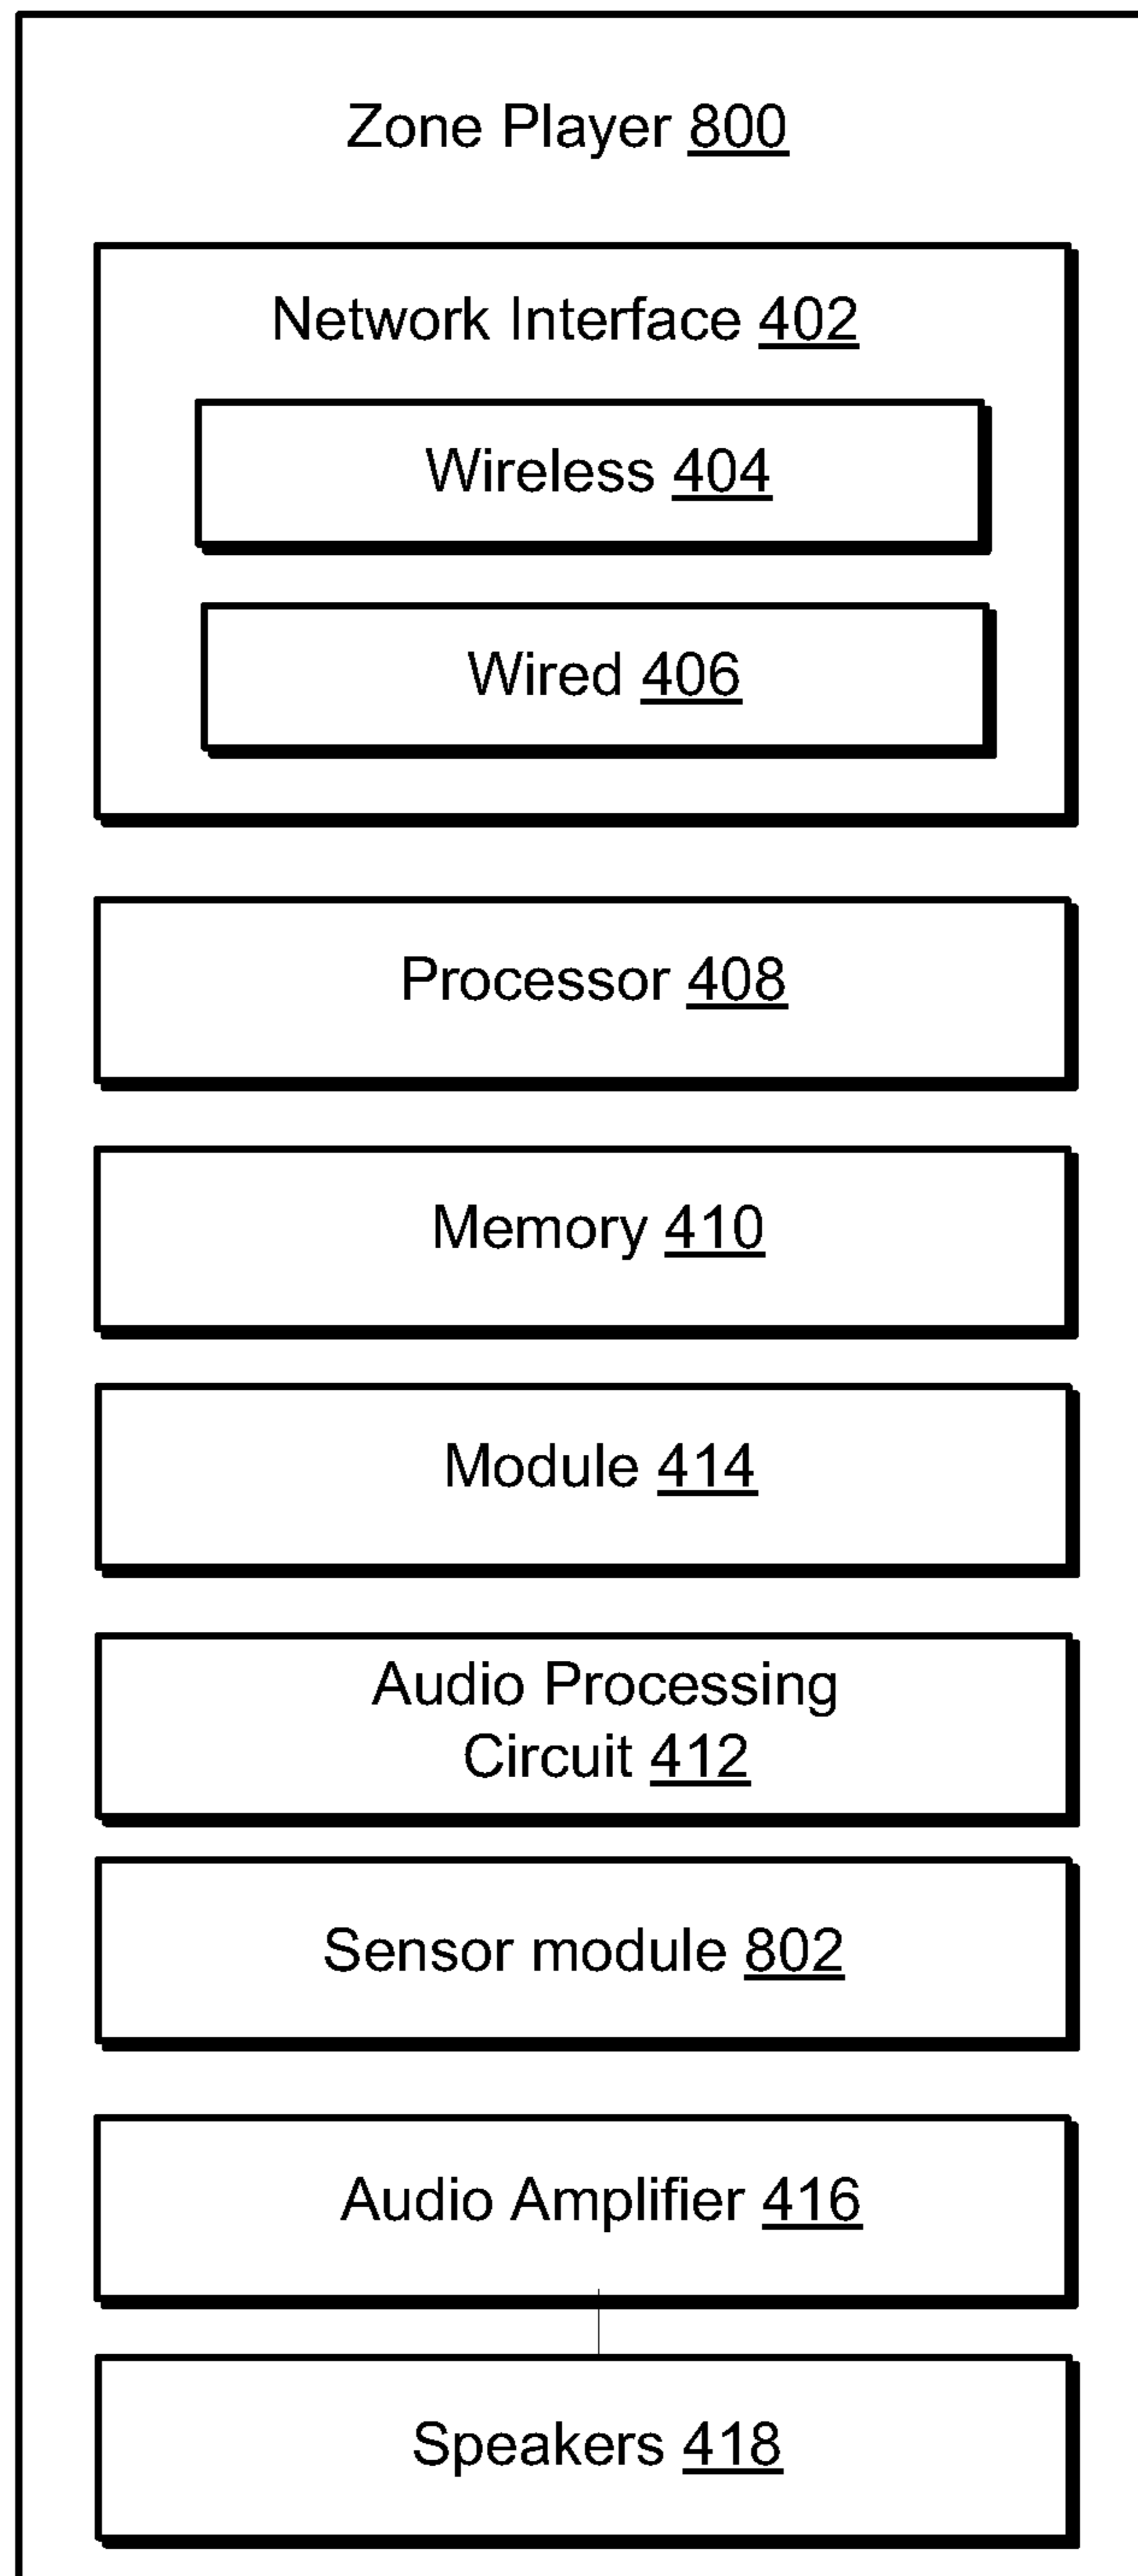 Zone Player 800
Network Interface 402
Wireless 404
Wired 406
Processor 408
Memory 410
Module 414
Audio Processing
Circuit 412
Sensor module 802
Audio Amplifier 416
Speakers 418